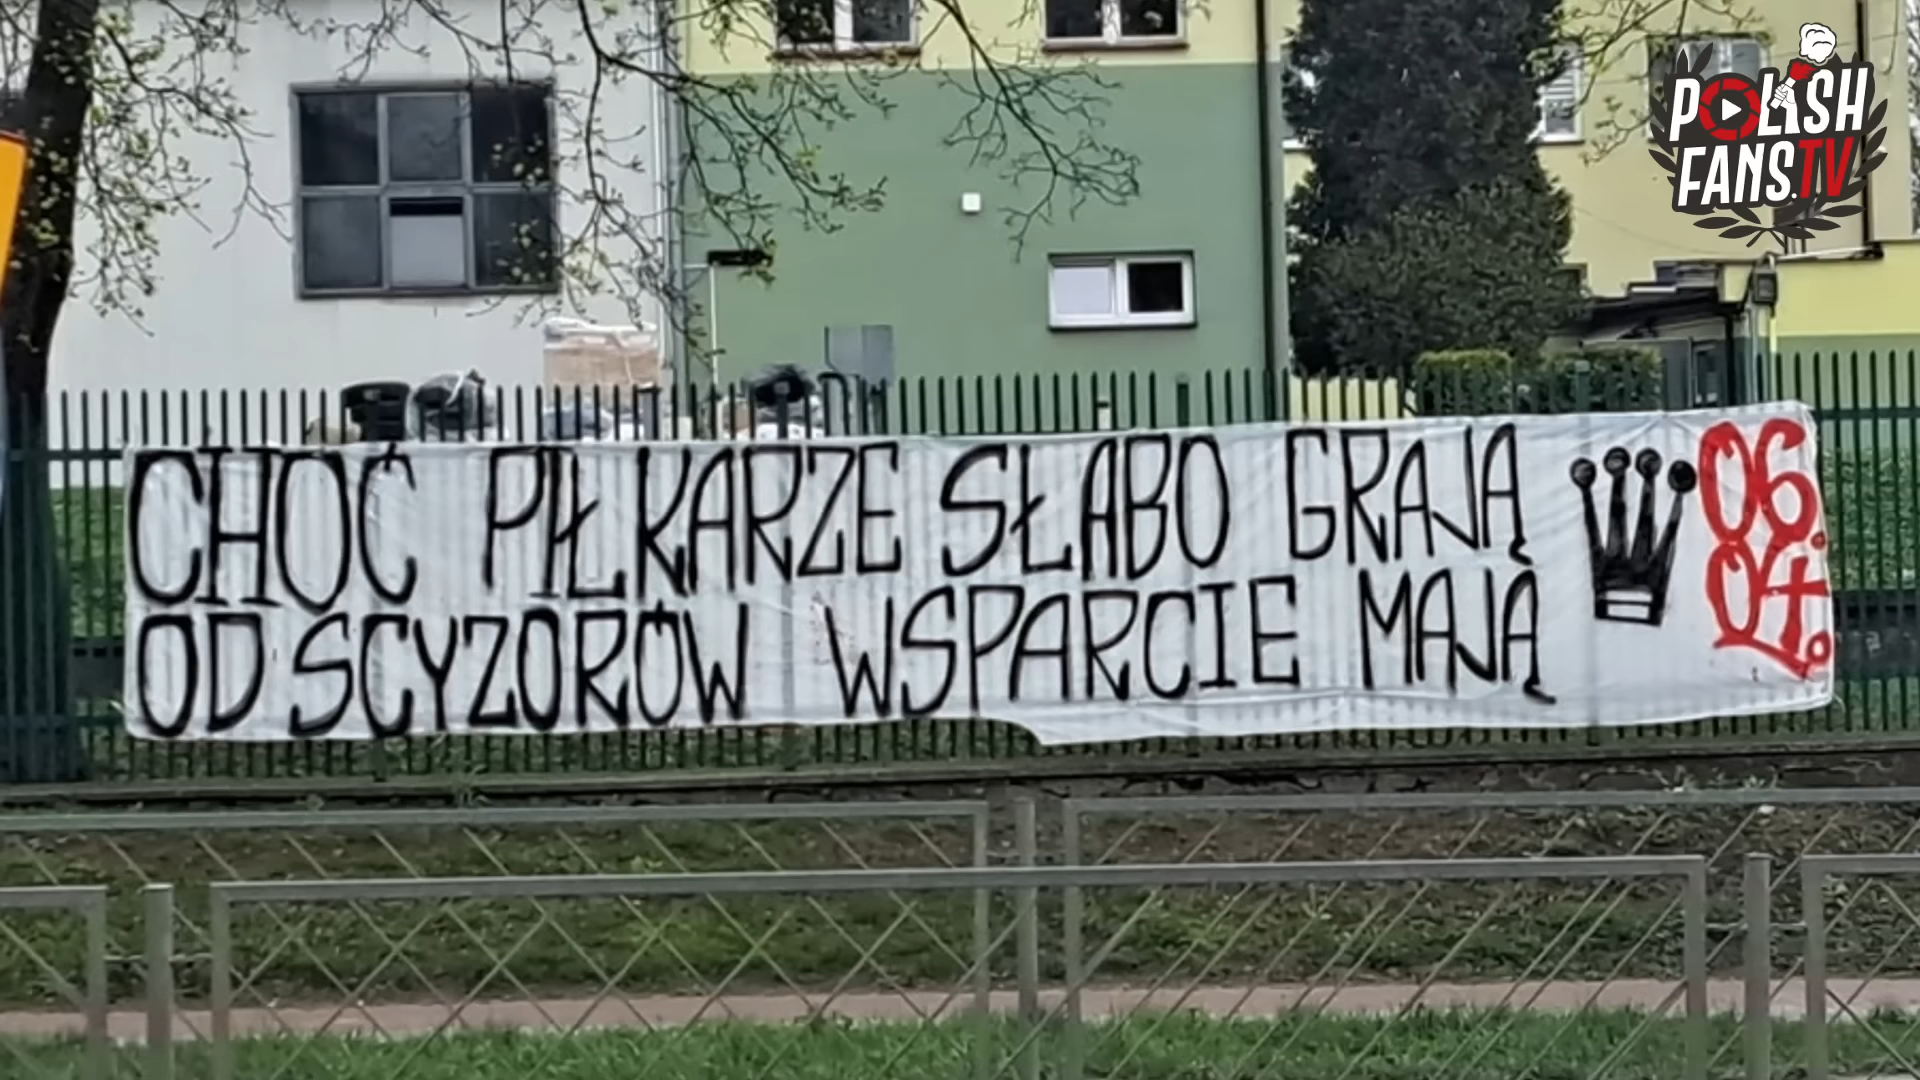 CHOĆ PIŁKARZE SŁABO GRAJĄ
OD SCYZORÓW WSPARCIE MAJĄ
06.
04.
POLISH
FANS.TV